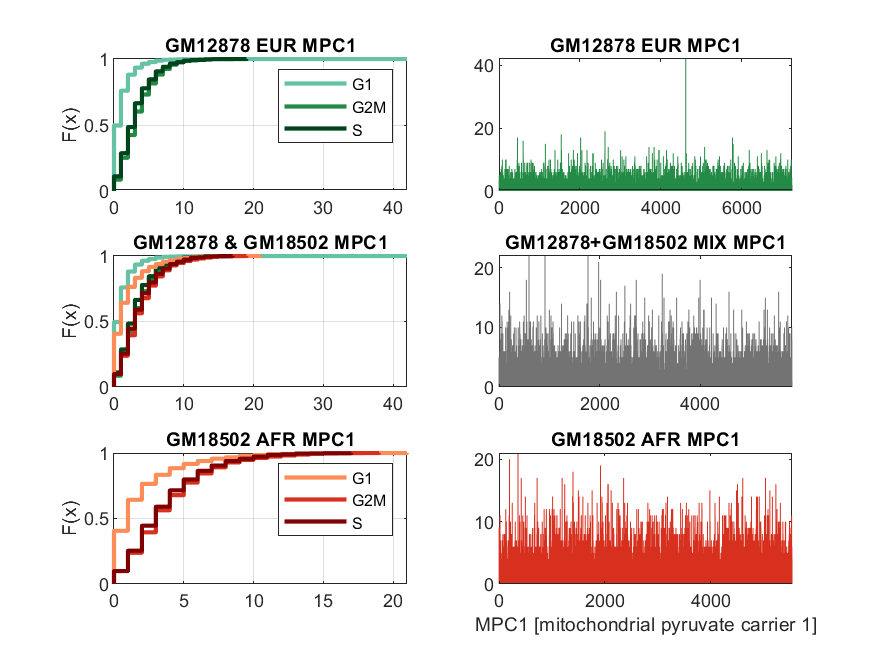 GM12878 EUR MPC1
F(x)
1
0.5
0
0 10 20 30 40
G1
G2M
S
GM12878 EUR MPC1
40
20
0
0 2000 4000 6000
GM12878 & GM18502 MPC1
F(x)
1
0.5
0
0 10 20 30 40
GM12878+GM18502 MIX MPC1
20
10
0
0 2000 4000
GM18502 AFR MPC1
F(x)
1
0.5
0
0 5 10 15 20
G1
G2M
S
GM18502 AFR MPC1
20
10
0
0 2000 4000
MPC1 [mitochondrial pyruvate carrier 1]